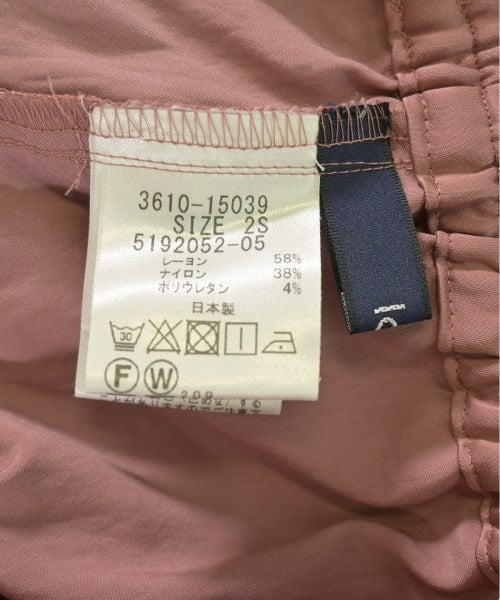 3610-15039
SIZE 2S
5192052-05
レーヨン 58%
ナイロン 38%
ポリウレタン 4%
日本製
30
F W